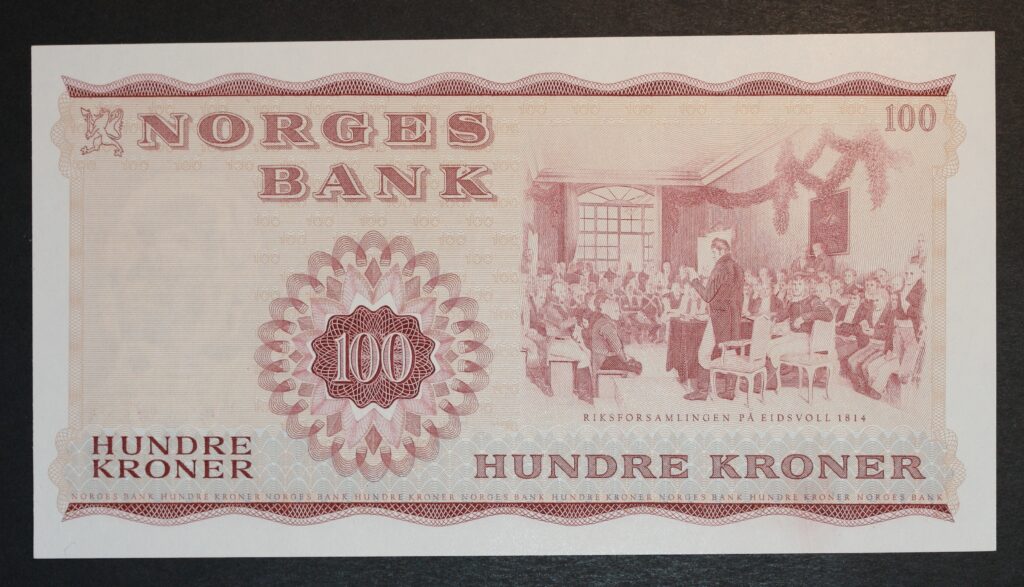 NORGES
BANK
100
100
RIKSFORSAMLINGEN PÅ EIDSVOLL 1814
HUNDRE
KRONER
HUNDRE KRONER
NORGES BANK HUNDRE KRONER NORGES BANK HUNDRE KRONER NORGES BANK HUNDRE KRONER NORGES BANK HUNDRE KRONER NORGES BANK